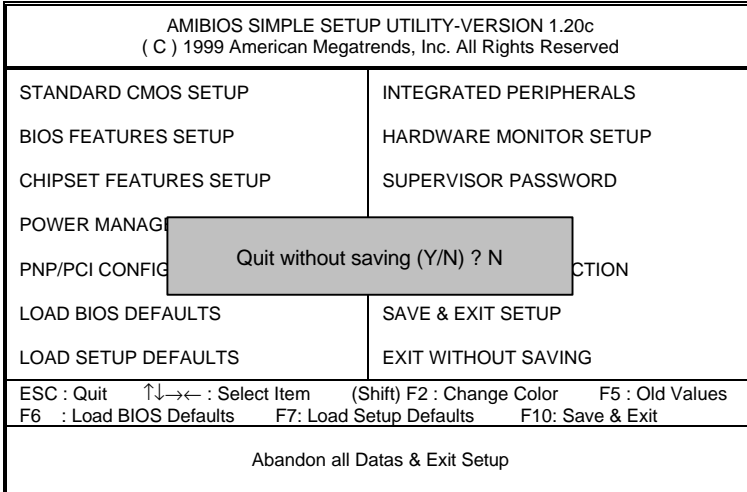 AMIBIOS SIMPLE SETUP UTILITY-VERSION 1.20c
( C ) 1999 American Megatrends, Inc. All Rights Reserved
STANDARD CMOS SETUP
BIOS FEATURES SETUP
CHIPSET FEATURES SETUP
POWER
PNP/PCI
LOAD BIOS DEFAULTS
LOAD SETUP DEFAULTS
INTEGRATED PERIPHERALS
HARDWARE MONITOR SETUP
SUPERVISOR PASSWORD
SAVE & EXIT SETUP
EXIT WITHOUT SAVING
Quit without saving (Y/N) ? N
ESC : Quit ↑↓→← : Select Item (Shift) F2 : Change Color F5 : Old Values
F6 : Load BIOS Defaults F7: Load Setup Defaults F10: Save & Exit
Abandon all Datas & Exit Setup